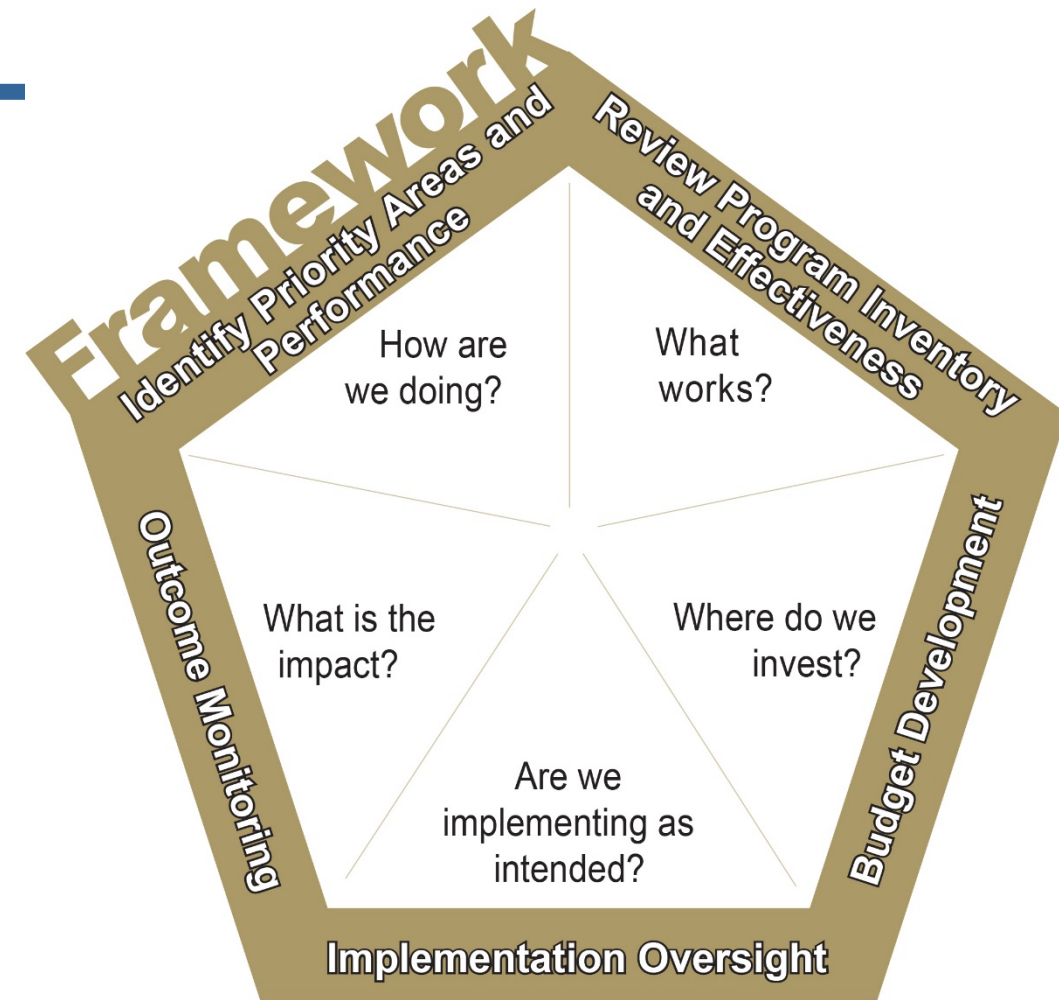 Framework
Identify Priority Areas and
Performance
Review Program Inventory
and Effectiveness
How are
we doing?
What
works?
Outcome Monitoring
What is the
impact?
Where do we
invest?
Budget Development
Are we
implementing as
intended?
Implementation Oversight